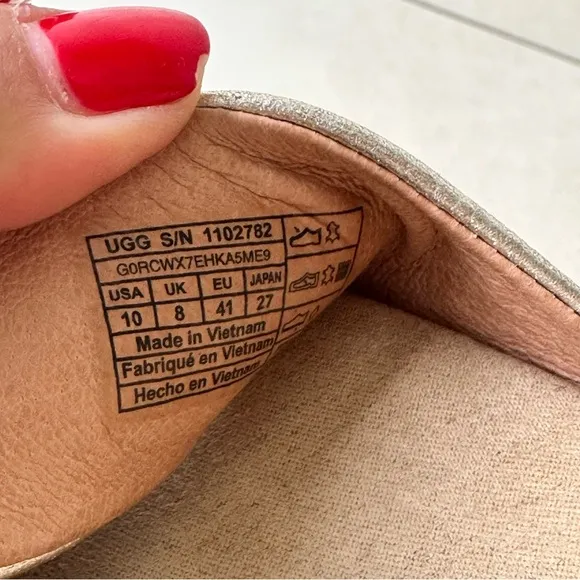 UGG S/N 1102782
G0RCWX7EHKA5ME9
USA UK EU JAPAN
10 8 41 27
Made in Vietnam
Fabriqué en Vietnam
Hecho en Vietnam